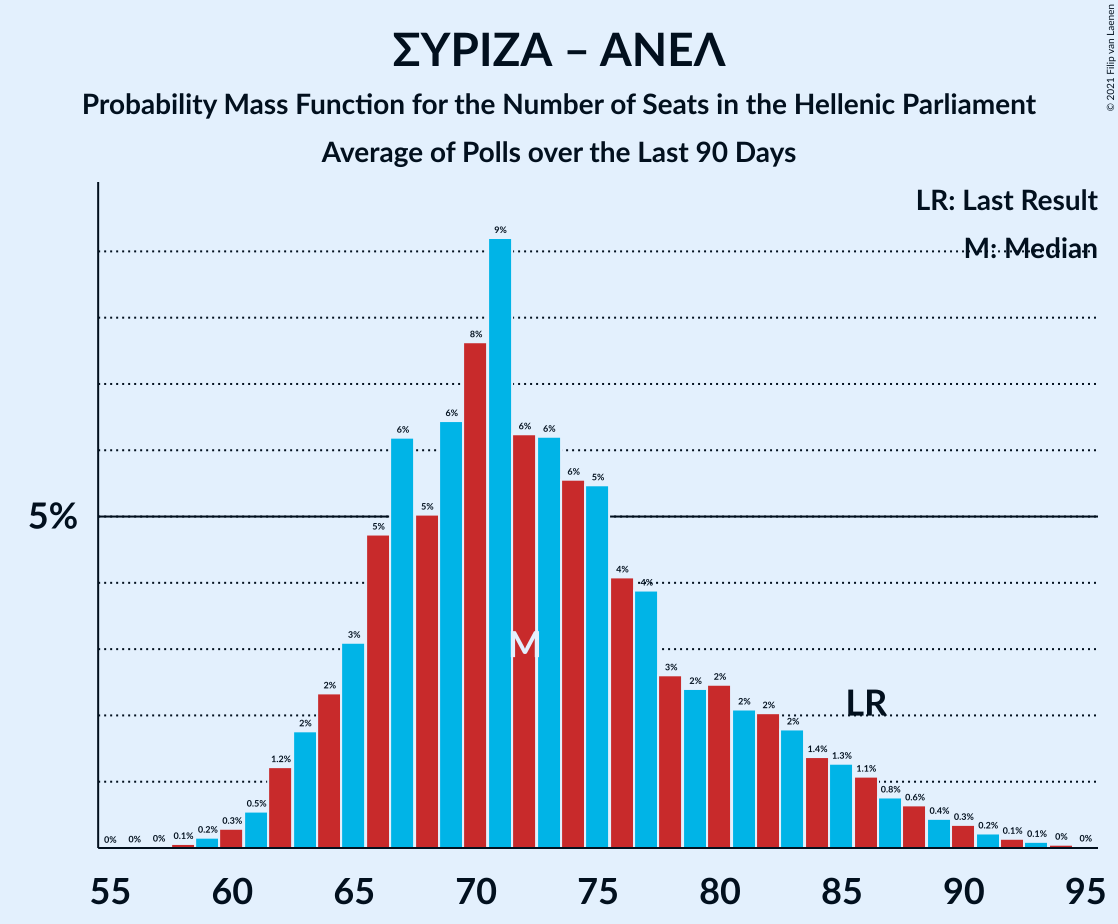 ΣΥΡΙΖΑ – ΑΝΕΛ
Probability Mass Function for the Number of Seats in the Hellenic Parliament
Average of Polls over the Last 90 Days
© 2021 Filip van Laenen
LR: Last Result
M: Median
5%
0% 0% 0% 0.1% 0.2% 0.3% 0.5% 1.2% 2% 2% 3% 5% 6% 5% 6% 8% 9% 6% 6% 6% 5% 4% 4% 3% 2% 2% 2% 2% 2% 1.4% 1.3% 1.1% 0.8% 0.6% 0.4% 0.3% 0.2% 0.1% 0.1% 0% 0%
M
LR
55 60 65 70 75 80 85 90 95